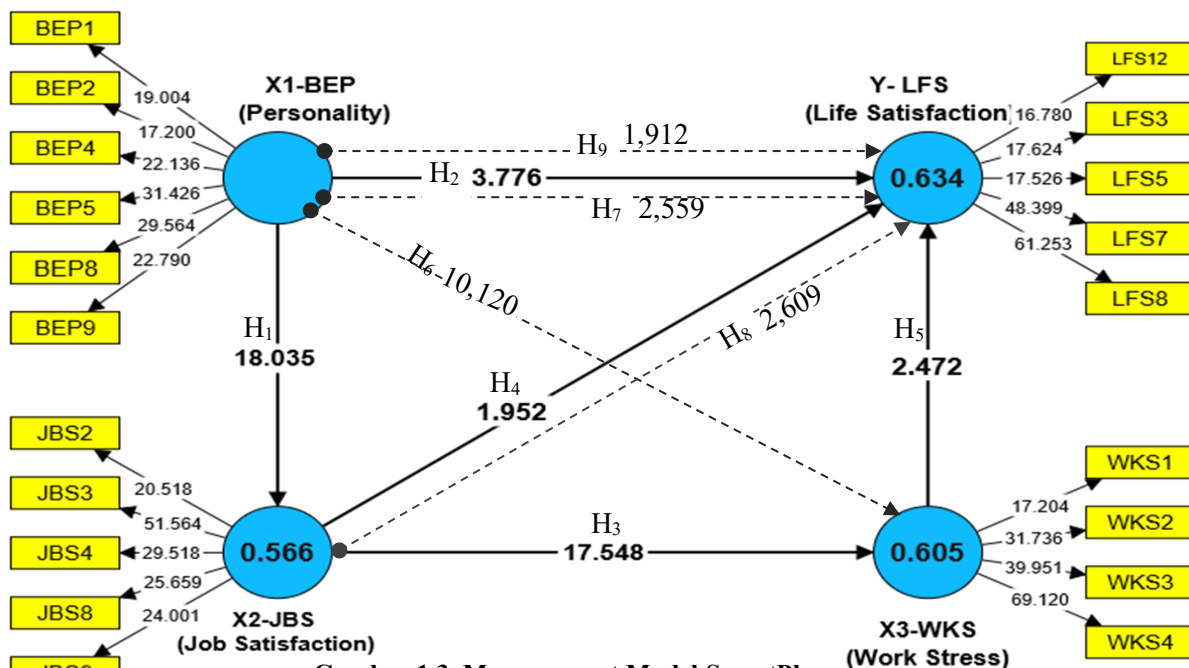 BEP1
BEP2
BEP4
BEP5
BEP8
BEP9
19.004
17.200
22.136
31.426
29.564
22.790
X1-BEP
(Personality)
Y- LFS
(Life Satisfaction)
0.634
LFS12
LFS3
LFS5
LFS7
LFS8
16.780
17.624
17.526
48.399
61.253
H9 1,912
H2 3.776
H7 2,559
H6 10,120
H8 2,609
H1
18.035
H4
1.952
H5
2.472
H3
17.548
JBS2
JBS3
JBS4
JBS8
20.518
51.564
29.518
25.659
24.001
0.566
X2-JBS
(Job Satisfaction)
0.605
X3-WKS
(Work Stress)
WKS1
WKS2
WKS3
WKS4
17.204
31.736
39.951
69.120